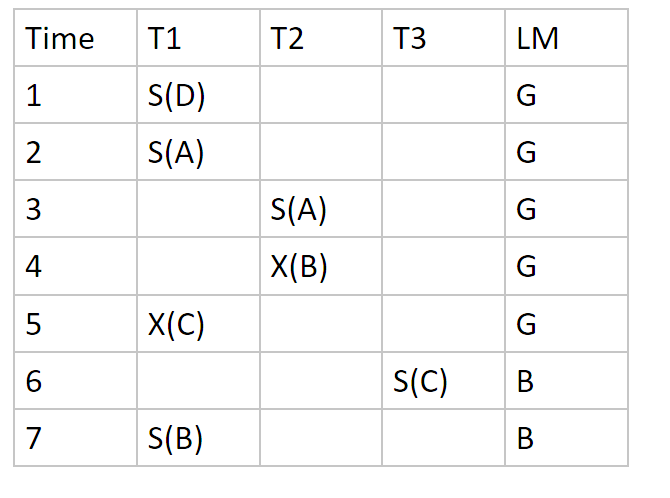 Time T1 T2 T3 LM
1 S(D) G
2 S(A) G
3 S(A) G
4 X(B) G
5 X(C) G
6 S(C) B
7 S(B) B